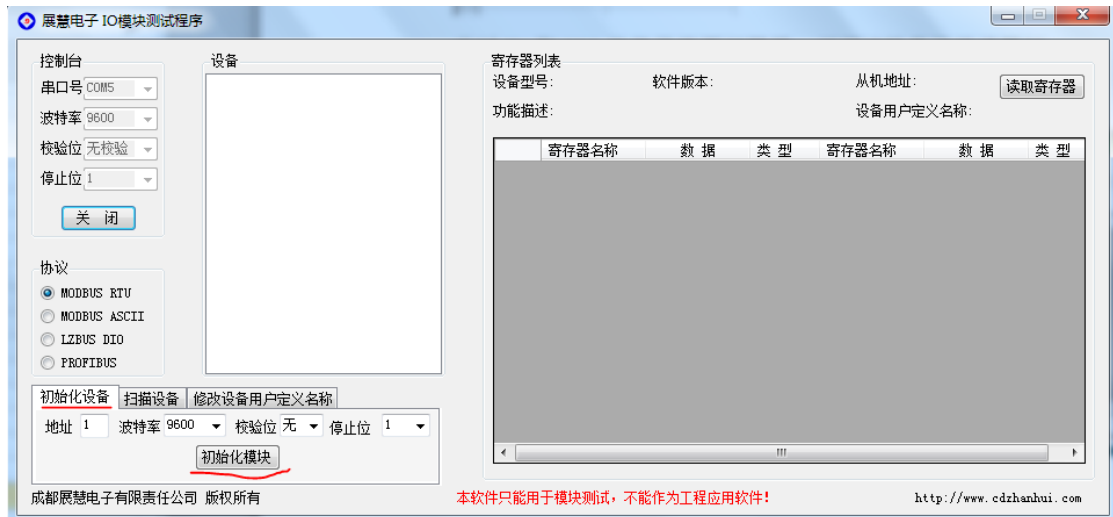 展慧电子 IO模块测试程序
控制台
串口号 COM5
波特率 9600
校验位 无校验
停止位 1
关 闭
设备
协议
MODBUS RTU
MODBUS ASCII
LZBUS DIO
PROFIBUS
初始化设备 扫描设备 修改设备用户定义名称
地址 1 波特率 9600 校验位 无 停止位 1
初始化模块
寄存器列表
设备型号: 软件版本: 从机地址: 读取寄存器
功能描述: 设备用户定义名称:
寄存器名称 数 据 类 型 寄存器名称 数 据 类 型
成都展慧电子有限责任公司 版权所有 本软件只能用于模块测试，不能作为工程应用软件! http://www.cdzhanhui.com